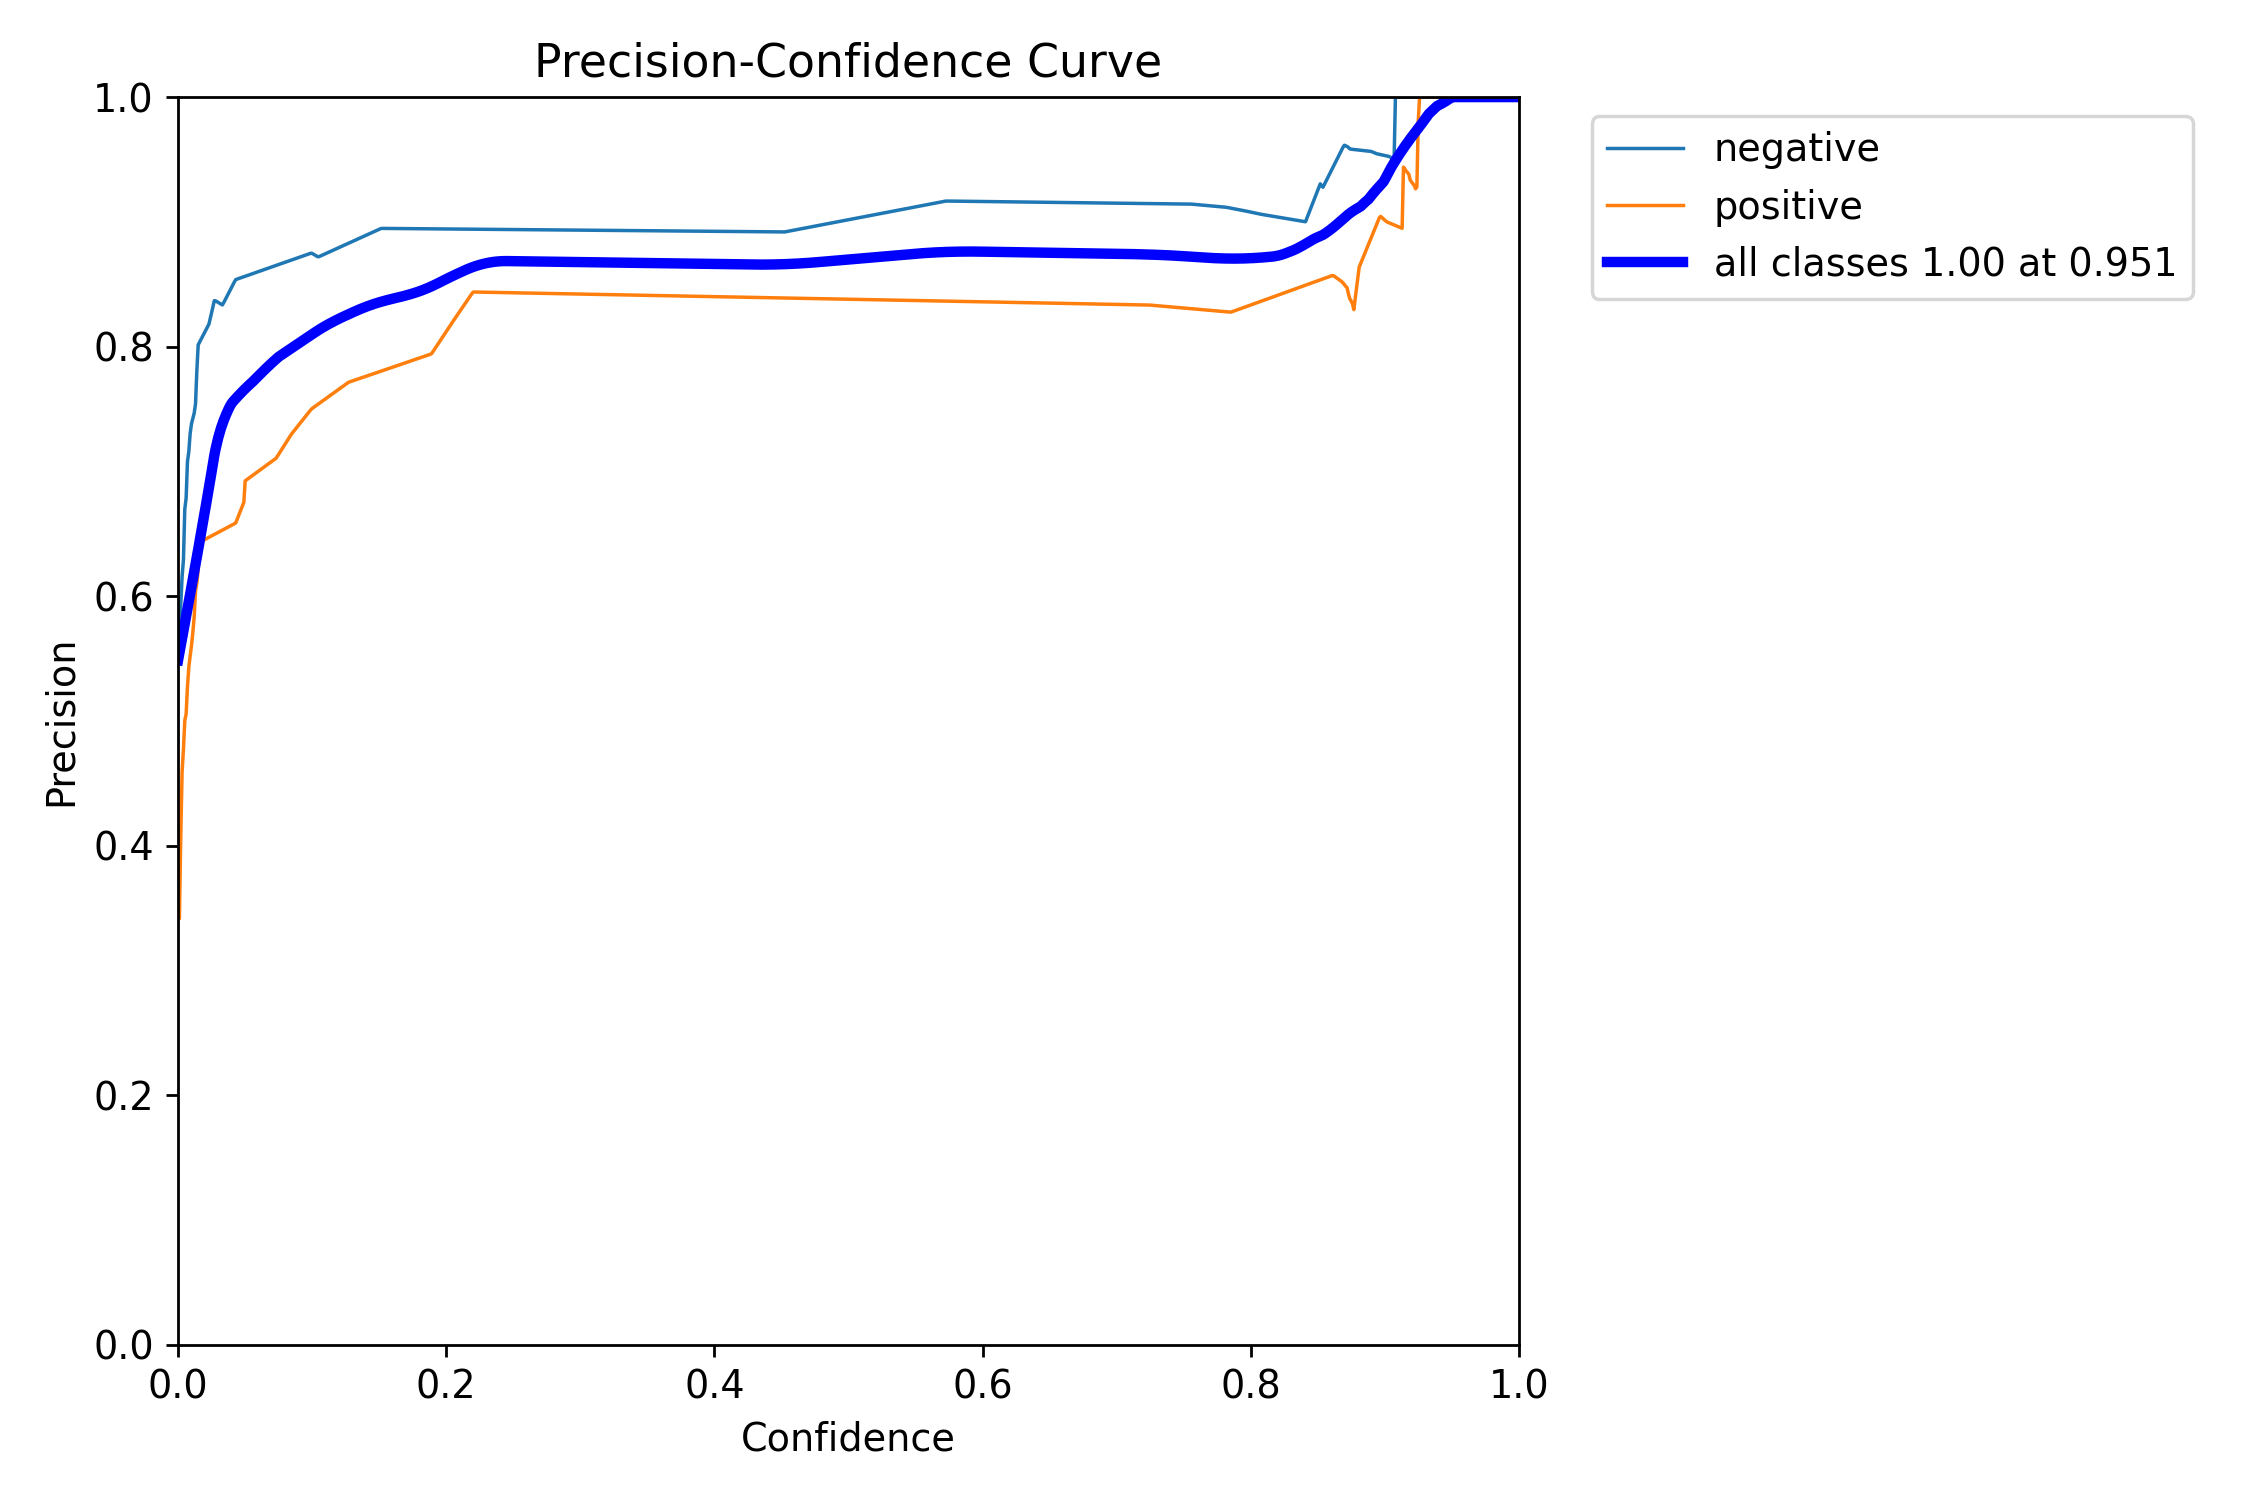 Precision-Confidence Curve
1.0
0.8
0.6
0.4
0.2
0.0
Precision
0.0 0.2 0.4 0.6 0.8 1.0
Confidence
negative
positive
all classes 1.00 at 0.951